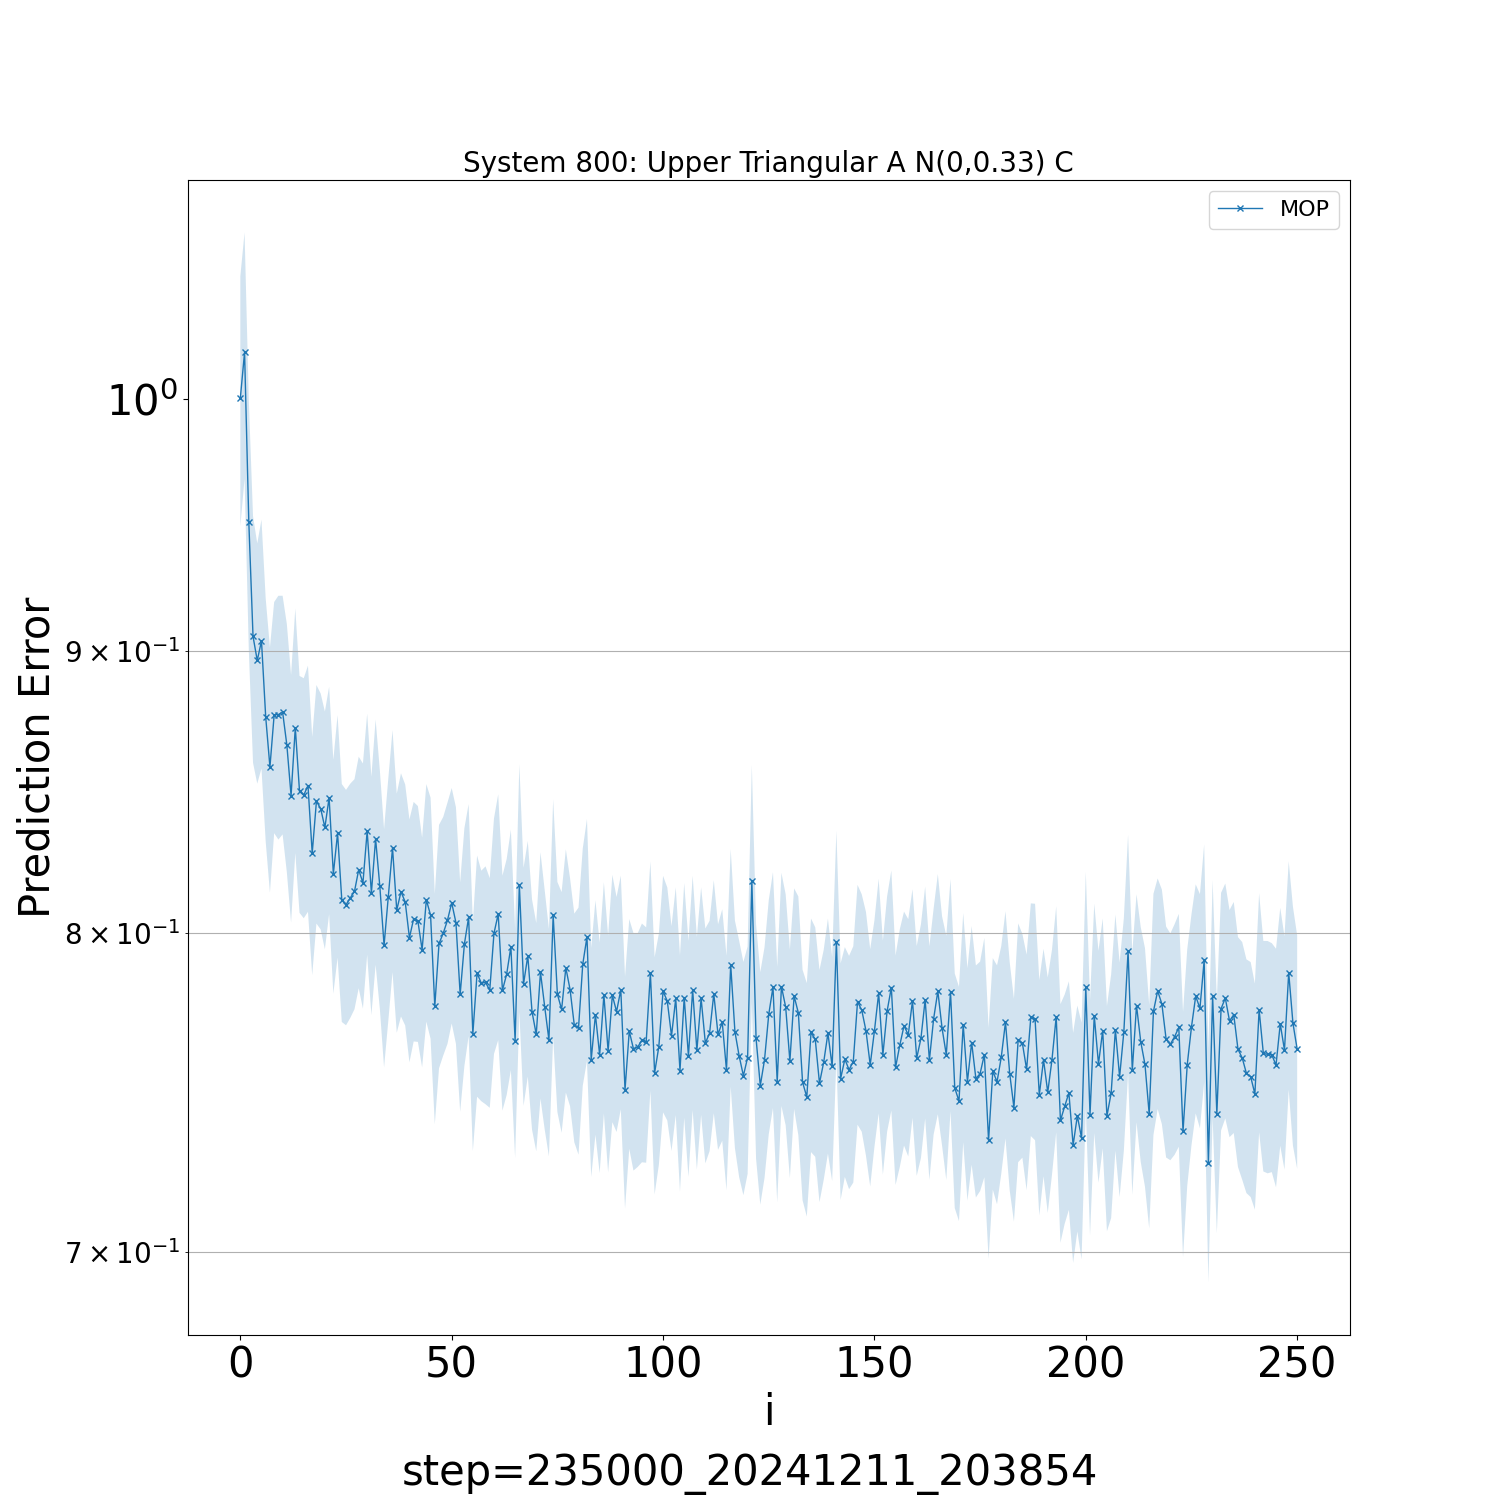 System 800: Upper Triangular A N(0,0.33) C
MOP
10⁰
9 × 10⁻¹
8 × 10⁻¹
7 × 10⁻¹
Prediction Error
0 50 100 150 200 250
i
step=235000_20241211_203854